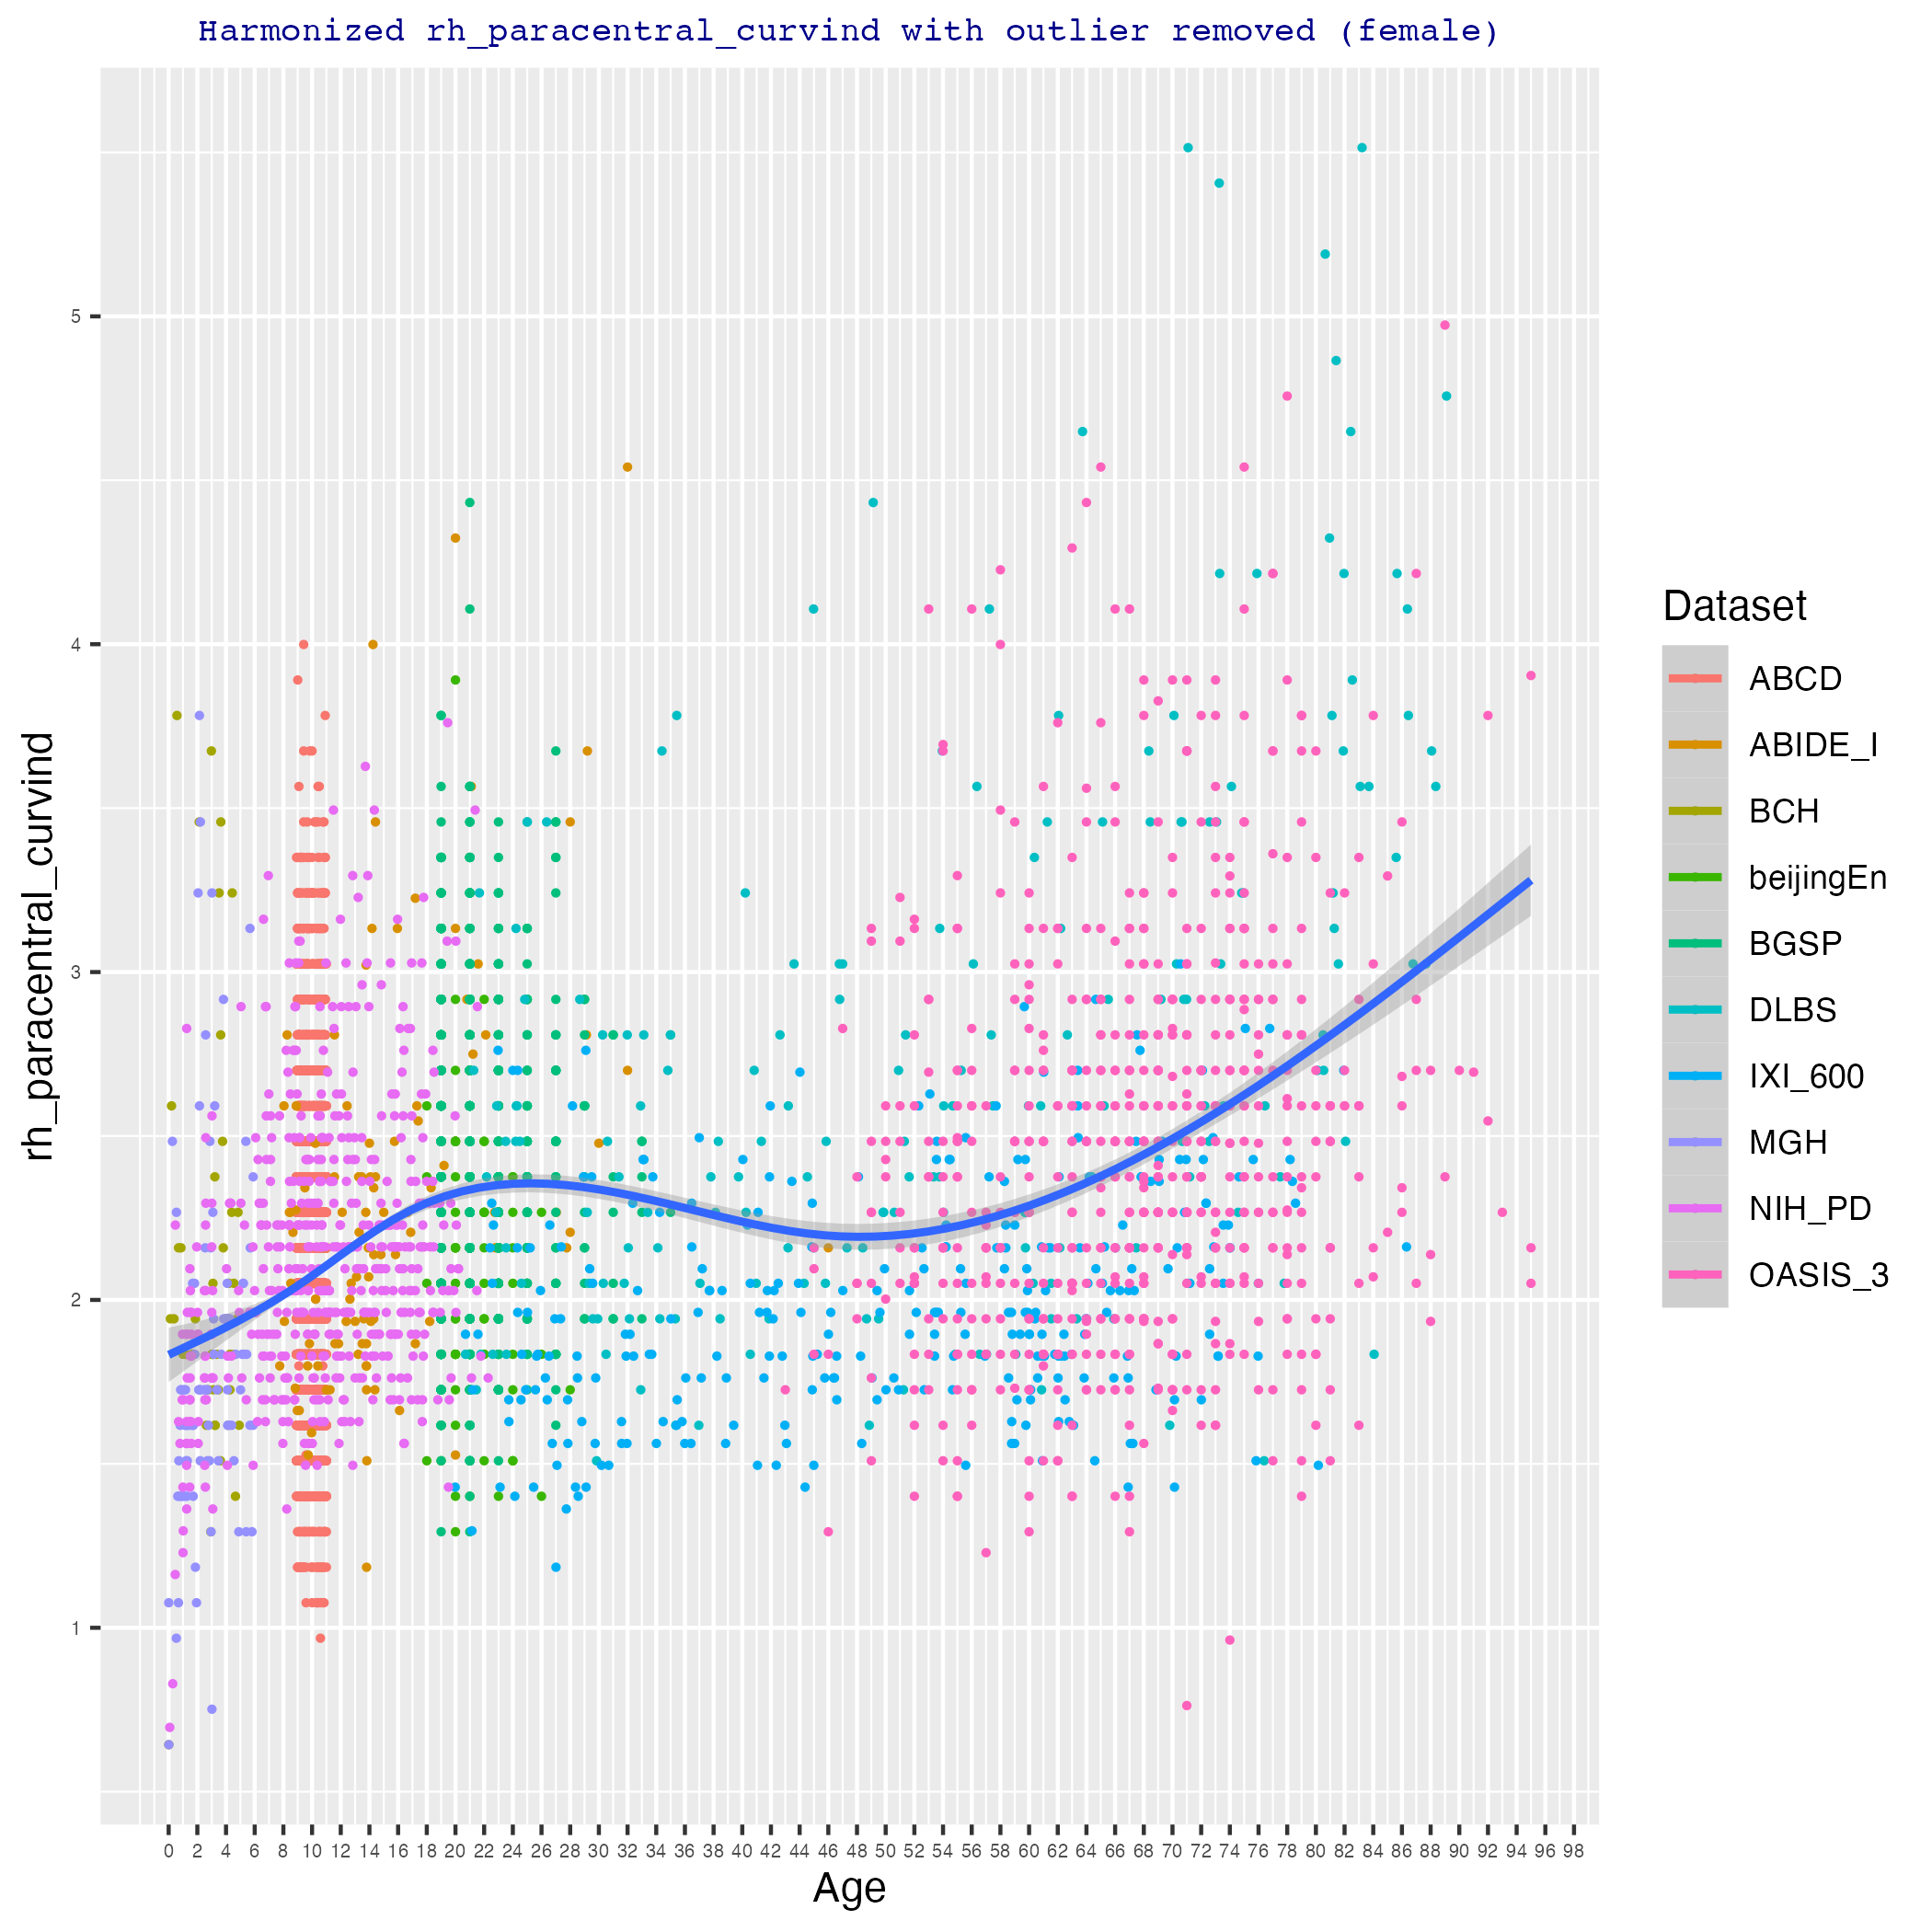 Harmonized rh_paracentral_curvind with outlier removed (female)
rh_paracentral_curvind
5
4
3
2
1
0 2 4 6 8 10 12 14 16 18 20 22 24 26 28 30 32 34 36 38 40 42 44 46 48 50 52 54 56 58 60 62 64 66 68 70 72 74 76 78 80 82 84 86 88 90 92 94 96 98
Age
Dataset
ABCD
ABIDE_I
BCH
beijingEn
BGSP
DLBS
IXI_600
MGH
NIH_PD
OASIS_3